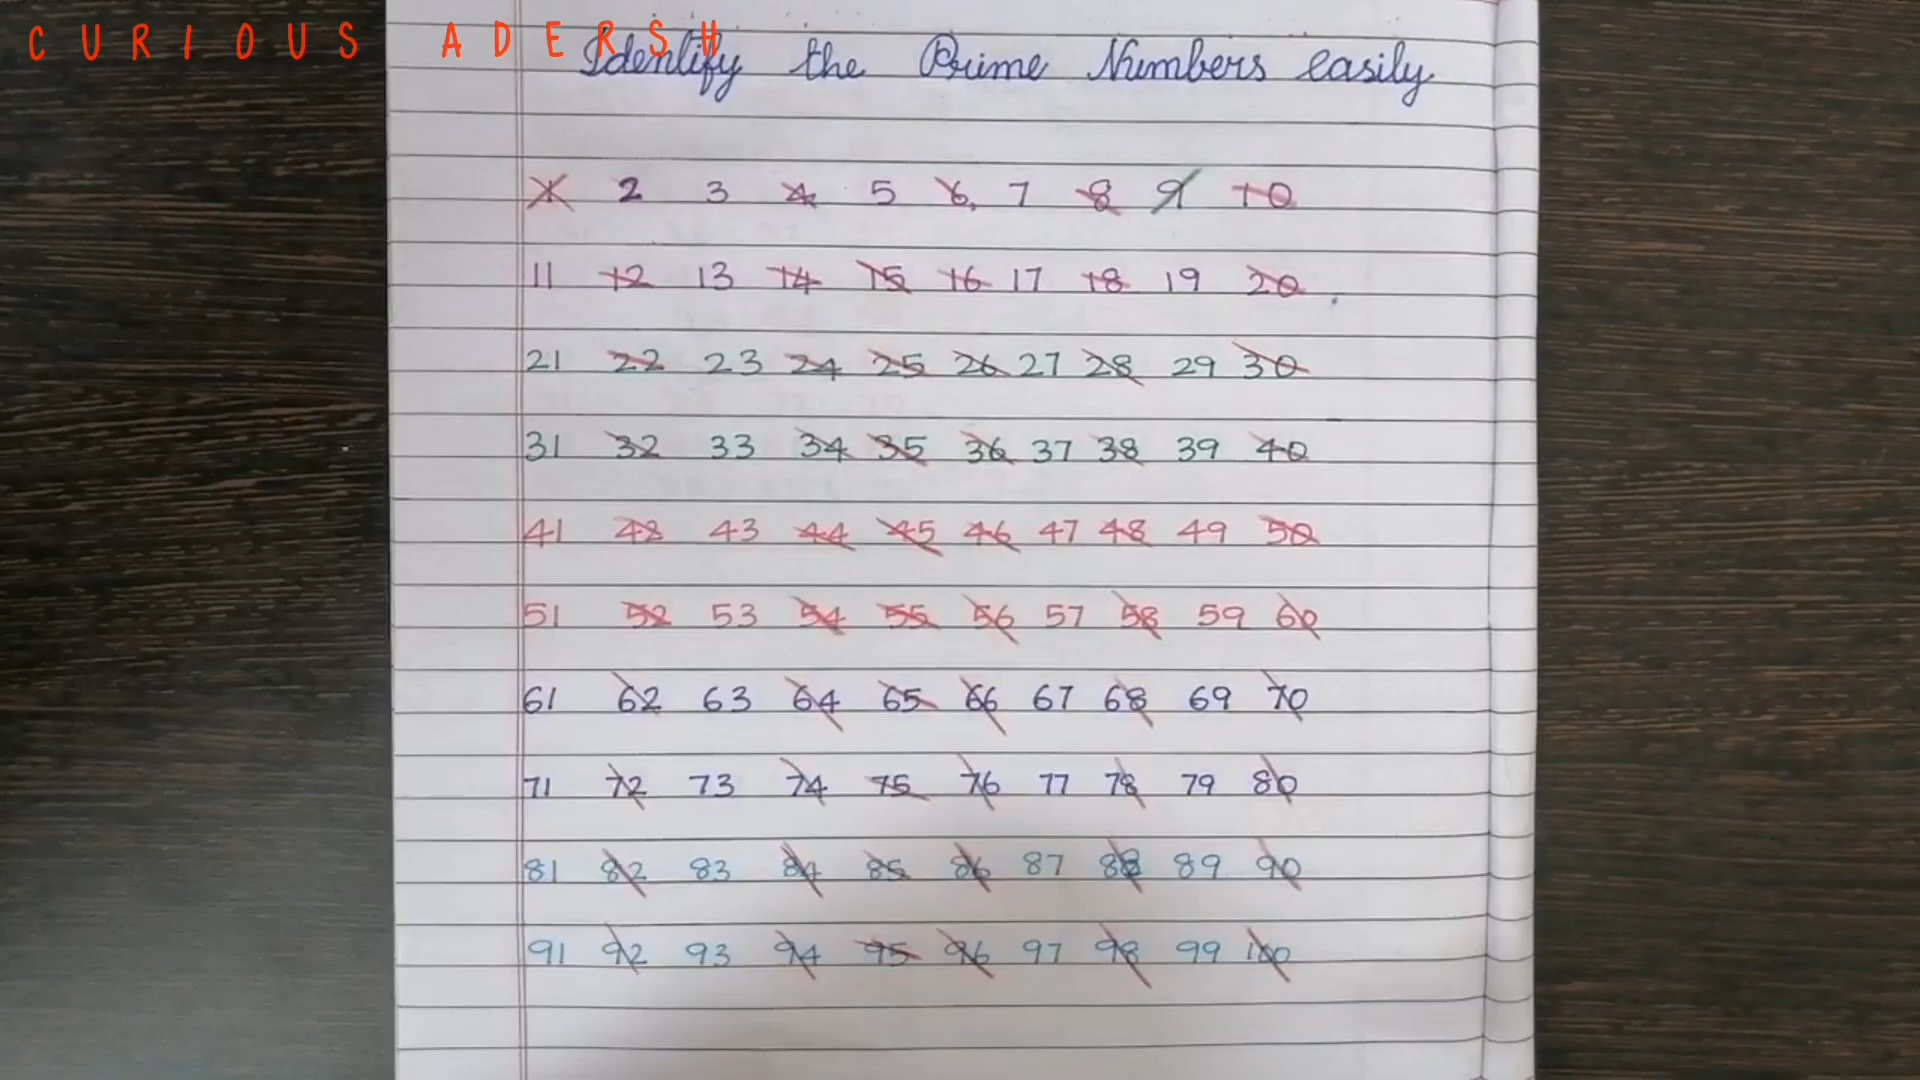 CURIOUS ADERSH
Identify the Prime Numbers easily
1 2 3 4 5 6 7 8 9 10
11 12 13 14 15 16 17 18 19 20
21 22 23 24 25 26 27 28 29 30
31 32 33 34 35 36 37 38 39 40
41 42 43 44 45 46 47 48 49 50
51 52 53 54 55 56 57 58 59 60
61 62 63 64 65 66 67 68 69 70
71 72 73 74 75 76 77 78 79 80
81 82 83 84 85 86 87 88 89 90
91 92 93 94 95 96 97 98 99 100